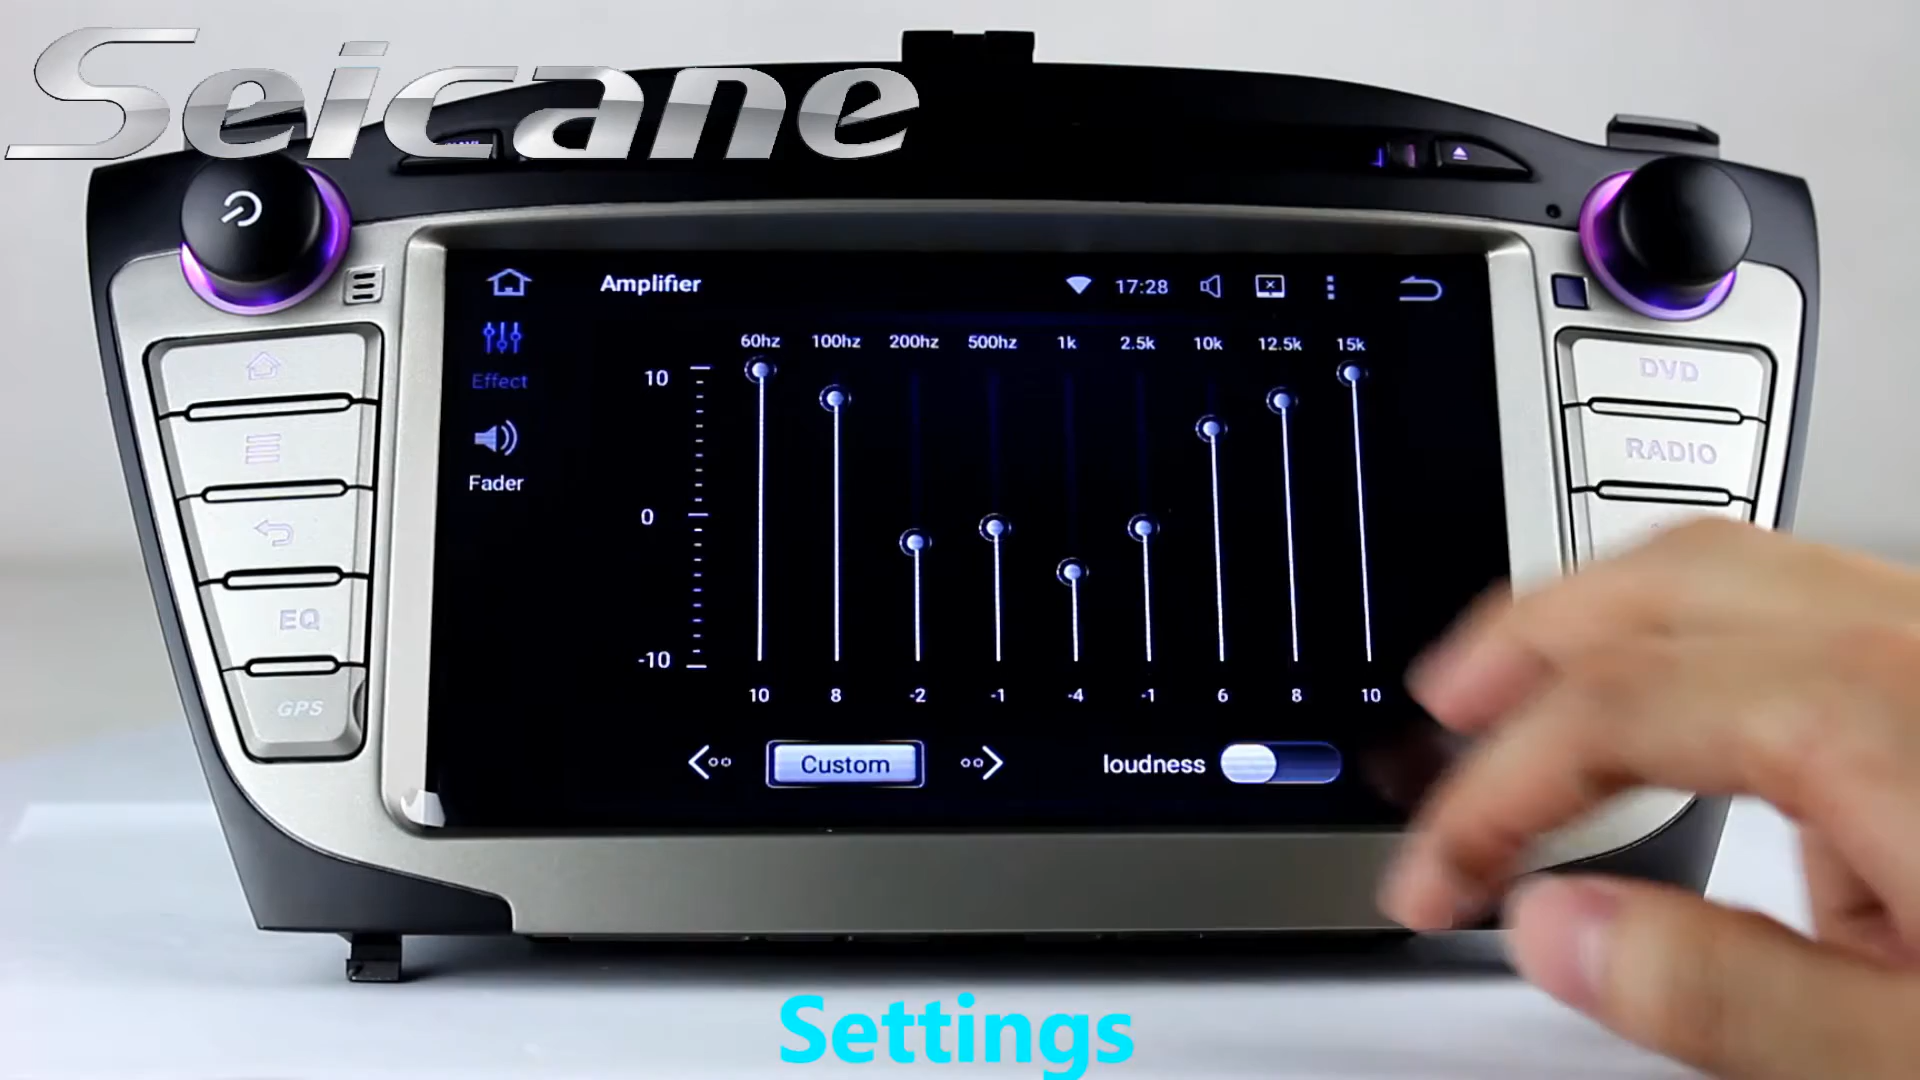 Seicane
Amplifier
17:28
Effect
Fader
60hz 100hz 200hz 500hz 1k 2.5k 10k 12.5k 15k
10
0
-10
10 8 -2 -1 -4 -1 6 8 10
Custom
loudness
EQ
GPS
DVD
RADIO
Settings